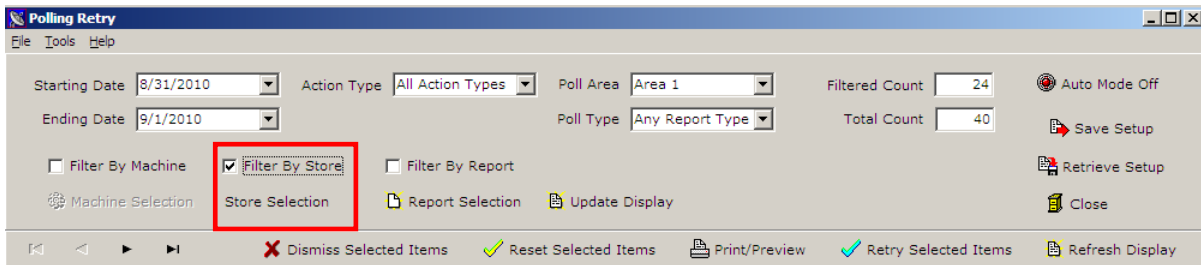 Polling Retry
File Tools Help
Starting Date 8/31/2010 Action Type All Action Types Poll Area Area 1 Filtered Count 24 Auto Mode Off
Ending Date 9/1/2010 Poll Type Any Report Type Total Count 40 Save Setup
Filter By Machine Filter By Store Filter By Report Retrieve Setup
Machine Selection Store Selection Report Selection Update Display Close
Dismiss Selected Items Reset Selected Items Print/Preview Retry Selected Items Refresh Display